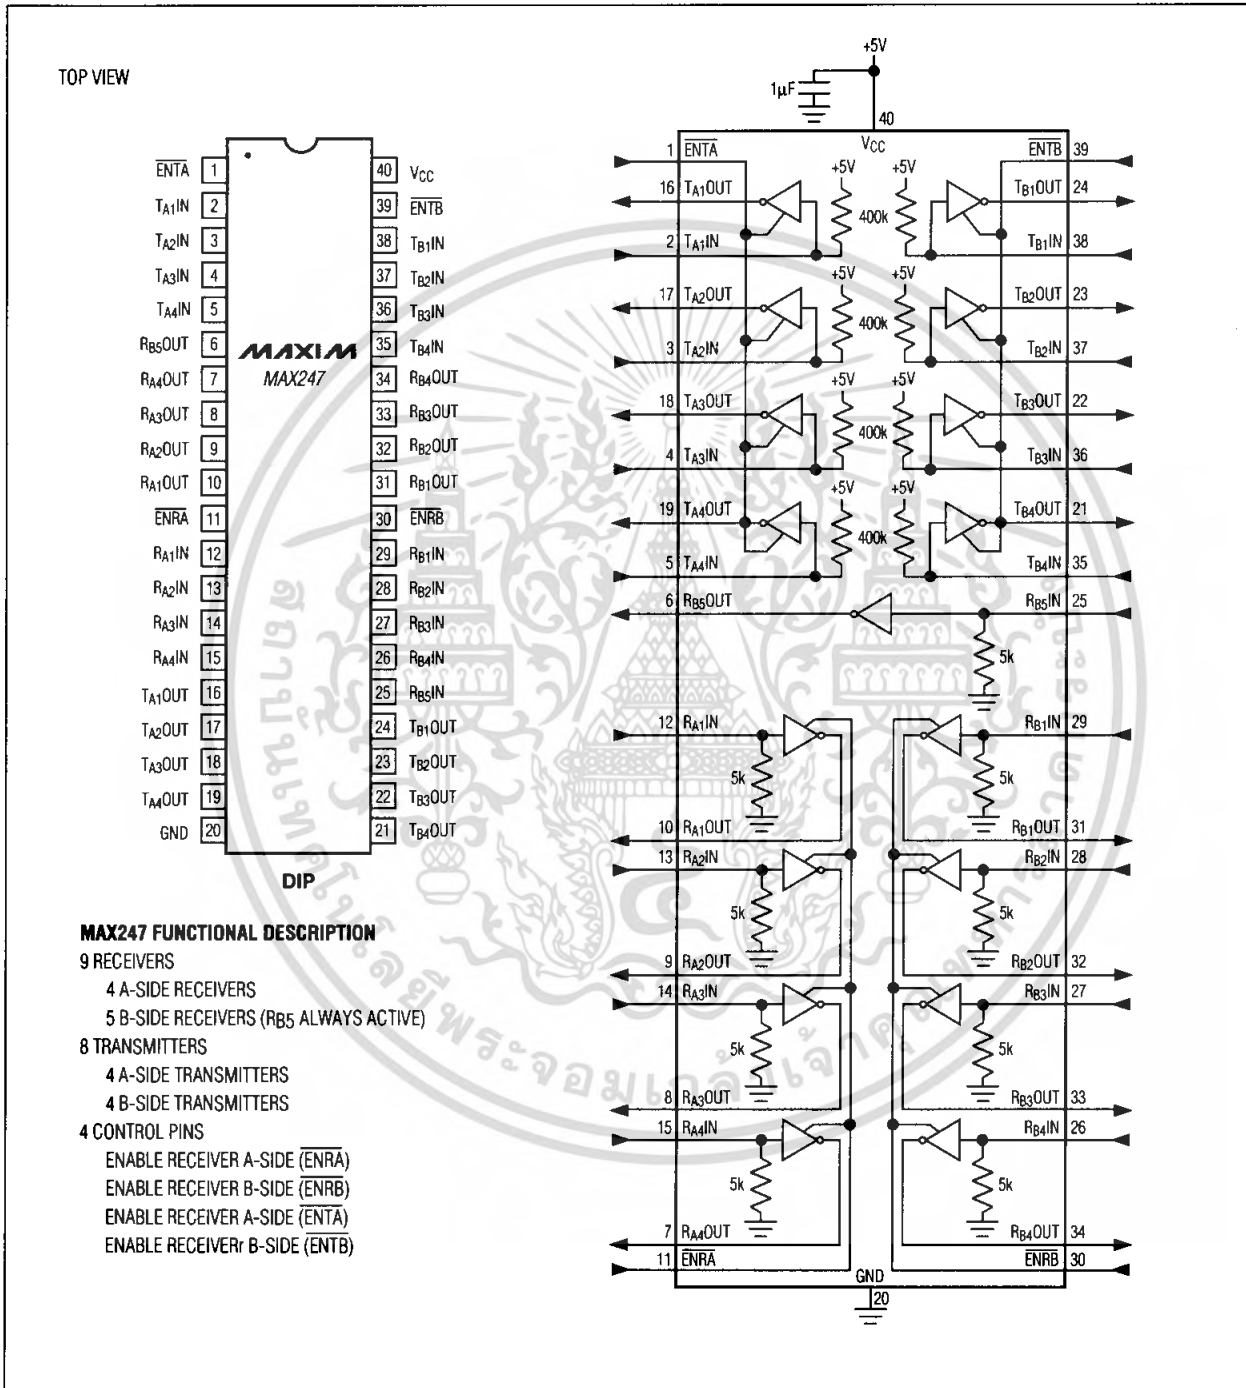 TOP VIEW
ENTA 1
TA1IN 2
TA2IN 3
TA3IN 4
TA4IN 5
RB5OUT 6
RA4OUT 7
RA3OUT 8
RA2OUT 9
RA1OUT 10
ENRA 11
RA1IN 12
RA2IN 13
RA3IN 14
RA4IN 15
TA1OUT 16
TA2OUT 17
TA3OUT 18
TA4OUT 19
GND 20
MAXIM
MAX247
40 VCC
39 ENTB
38 TB1IN
37 TB2IN
36 TB3IN
35 TB4IN
34 RB4OUT
33 RB3OUT
32 RB2OUT
31 RB1OUT
30 ENRB
29 RB1IN
28 RB2IN
27 RB3IN
26 RB4IN
25 RB5IN
24 TB1OUT
23 TB2OUT
22 TB3OUT
21 TB4OUT
DIP
MAX247 FUNCTIONAL DESCRIPTION
9 RECEIVERS
4 A-SIDE RECEIVERS
5 B-SIDE RECEIVERS (RB5 ALWAYS ACTIVE)
8 TRANSMITTERS
4 A-SIDE TRANSMITTERS
4 B-SIDE TRANSMITTERS
4 CONTROL PINS
ENABLE RECEIVER A-SIDE (ENRA)
ENABLE RECEIVER B-SIDE (ENRB)
ENABLE RECEIVER A-SIDE (ENTA)
ENABLE RECEIVERr B-SIDE (ENTB)
+5V
1µF
40
VCC
1 ENTA
ENTB 39
+5V +5V
16 TA1OUT
TB1OUT 24
400k
2 TA1IN
TB1IN 38
+5V +5V
17 TA2OUT
TB2OUT 23
400k
3 TA2IN
TB2IN 37
+5V +5V
18 TA3OUT
TB3OUT 22
400k
4 TA3IN
TB3IN 36
+5V +5V
19 TA4OUT
TB4OUT 21
400k
5 TA4IN
TB4IN 35
6 RB5OUT
RB5IN 25
5k
12 RA1IN
RB1IN 29
5k
5k
10 RA1OUT
RB1OUT 31
13 RA2IN
RB2IN 28
5k
5k
9 RA2OUT
RB2OUT 32
14 RA3IN
RB3IN 27
5k
5k
8 RA3OUT
RB3OUT 33
15 RA4IN
RB4IN 26
5k
5k
7 RA4OUT
RB4OUT 34
11 ENRA
ENRB 30
GND
20